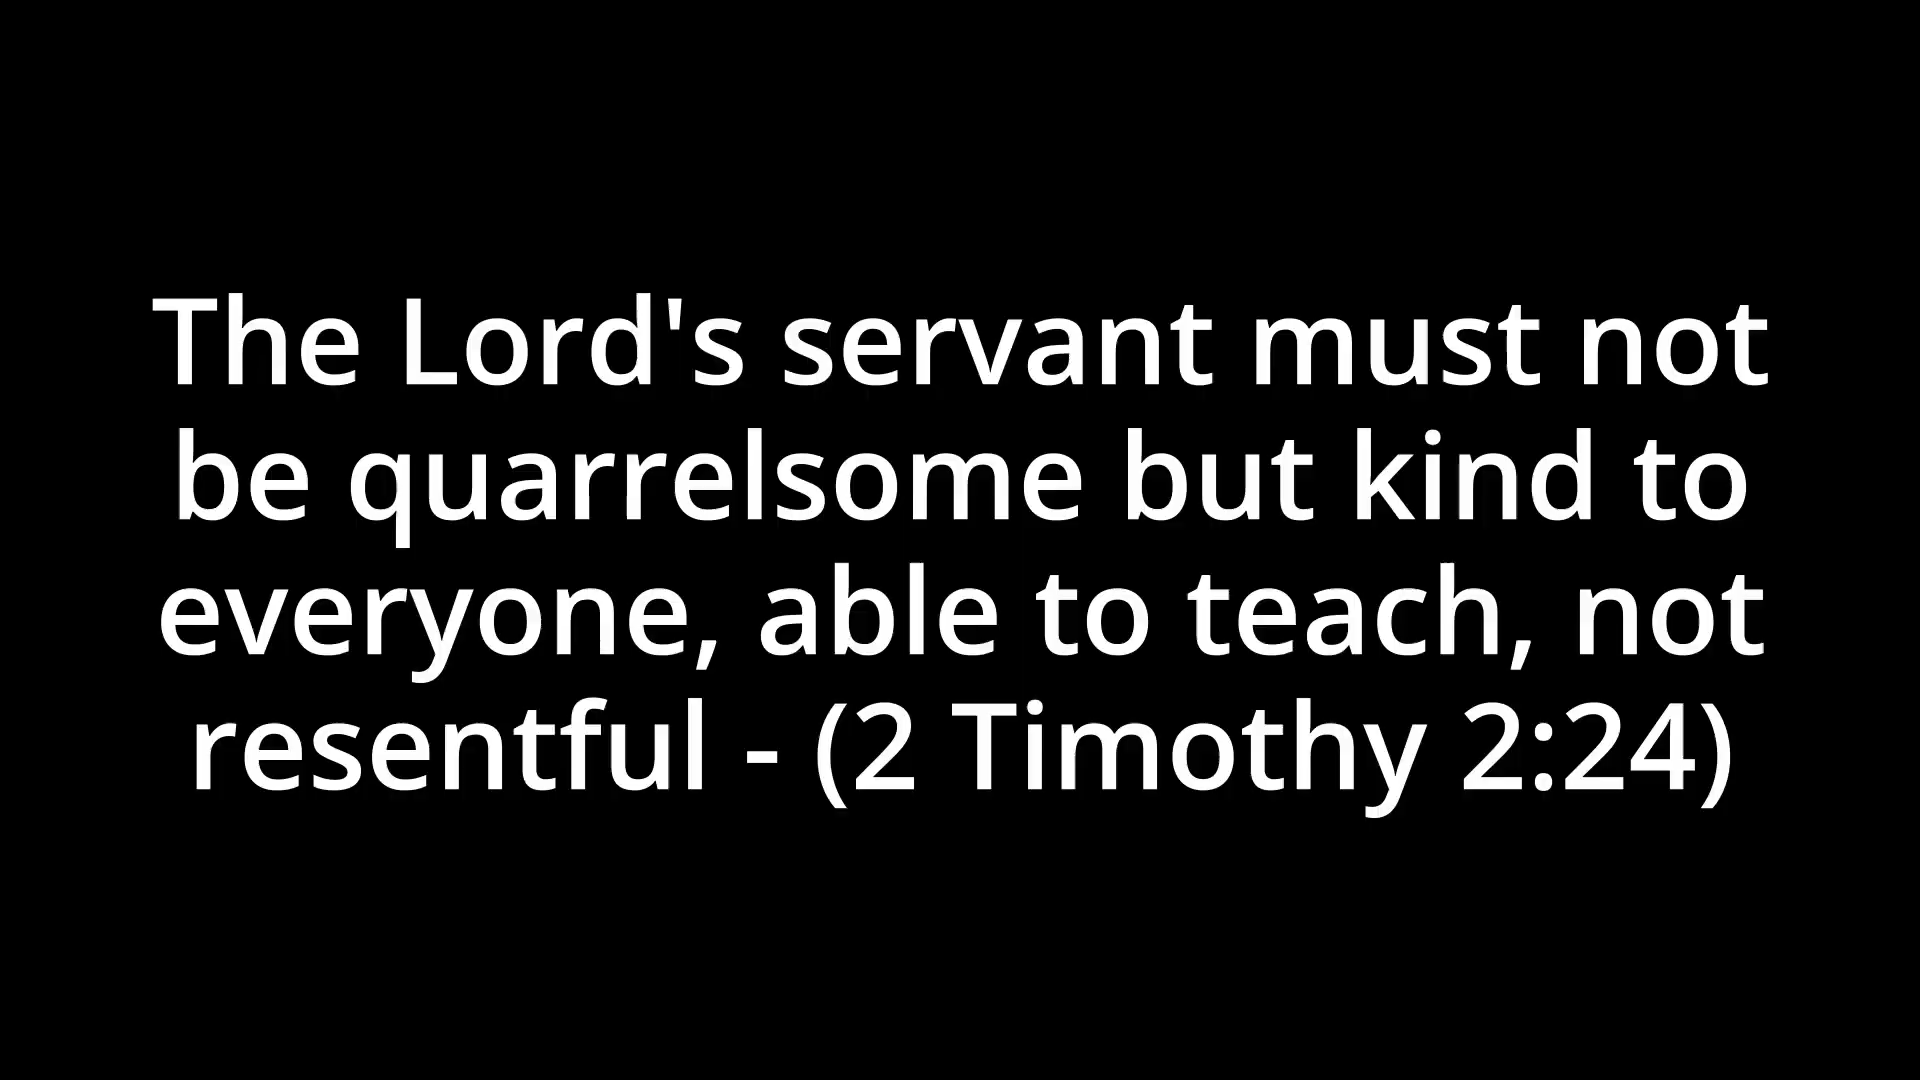 The Lord's servant must not
be quarrelsome but kind to
everyone, able to teach, not
resentful - (2 Timothy 2:24)